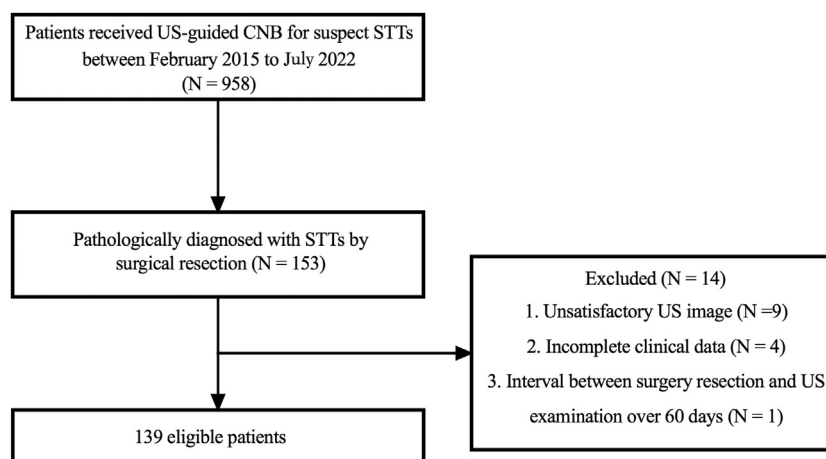 Patients received US-guided CNB for suspect STTs
between February 2015 to July 2022
(N = 958)
Pathologically diagnosed with STTs by
surgical resection (N = 153)
Excluded (N = 14)
1. Unsatisfactory US image (N =9)
2. Incomplete clinical data (N = 4)
3. Interval between surgery resection and US
examination over 60 days (N = 1)
139 eligible patients